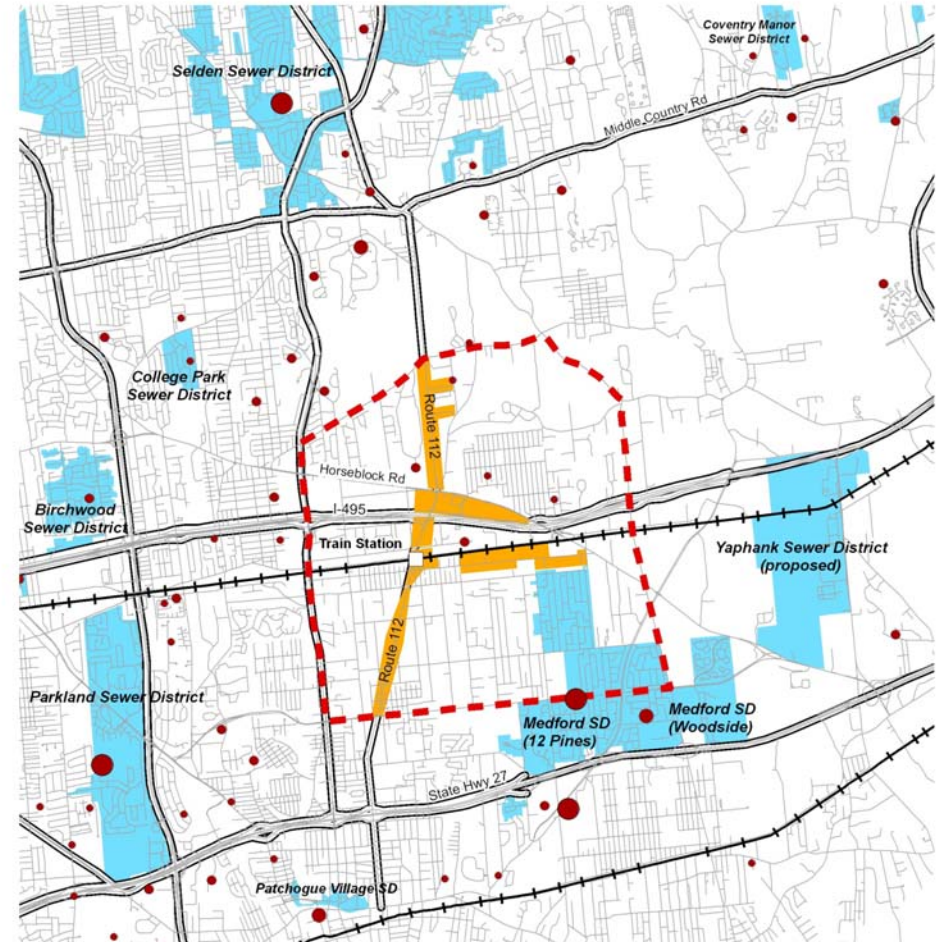 Coventry Manor
Sewer District
Selden Sewer District
Middle Country Rd
College Park
Sewer District
Route 112
Horseblock Rd
Birchwood
Sewer District
I-495
Train Station
Yaphank Sewer District
(proposed)
Route 112
Parkland Sewer District
Medford SD
(12 Pines)
Medford SD
(Woodside)
State Hwy 27
Patchogue Village SD